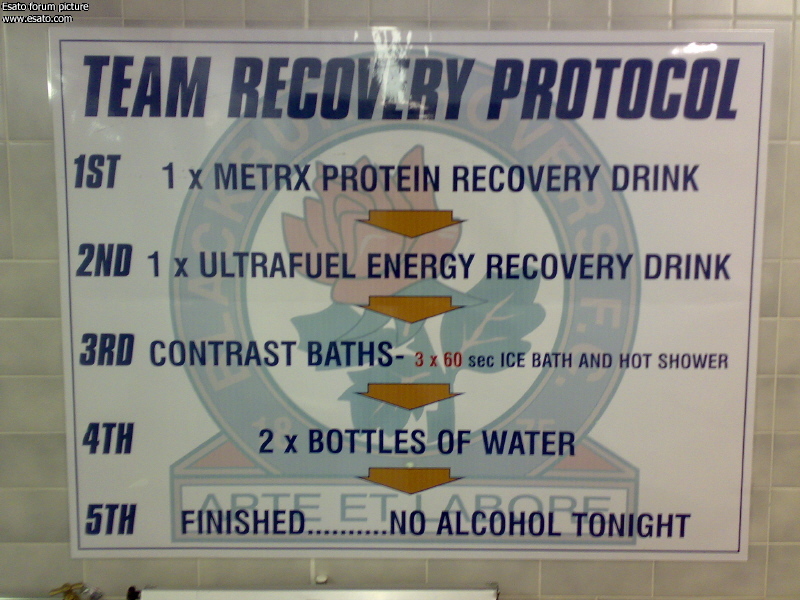 Esato forum picture
www.esato.com
TEAM RECOVERY PROTOCOL
1ST 1 x METRX PROTEIN RECOVERY DRINK
2ND 1 x ULTRAFUEL ENERGY RECOVERY DRINK
3RD CONTRAST BATHS- 3 x 60 sec ICE BATH AND HOT SHOWER
4TH 2 x BOTTLES OF WATER
5TH FINISHED..........NO ALCOHOL TONIGHT
BLACKBURN ROVERS F.C.
ARTE ET LABORE